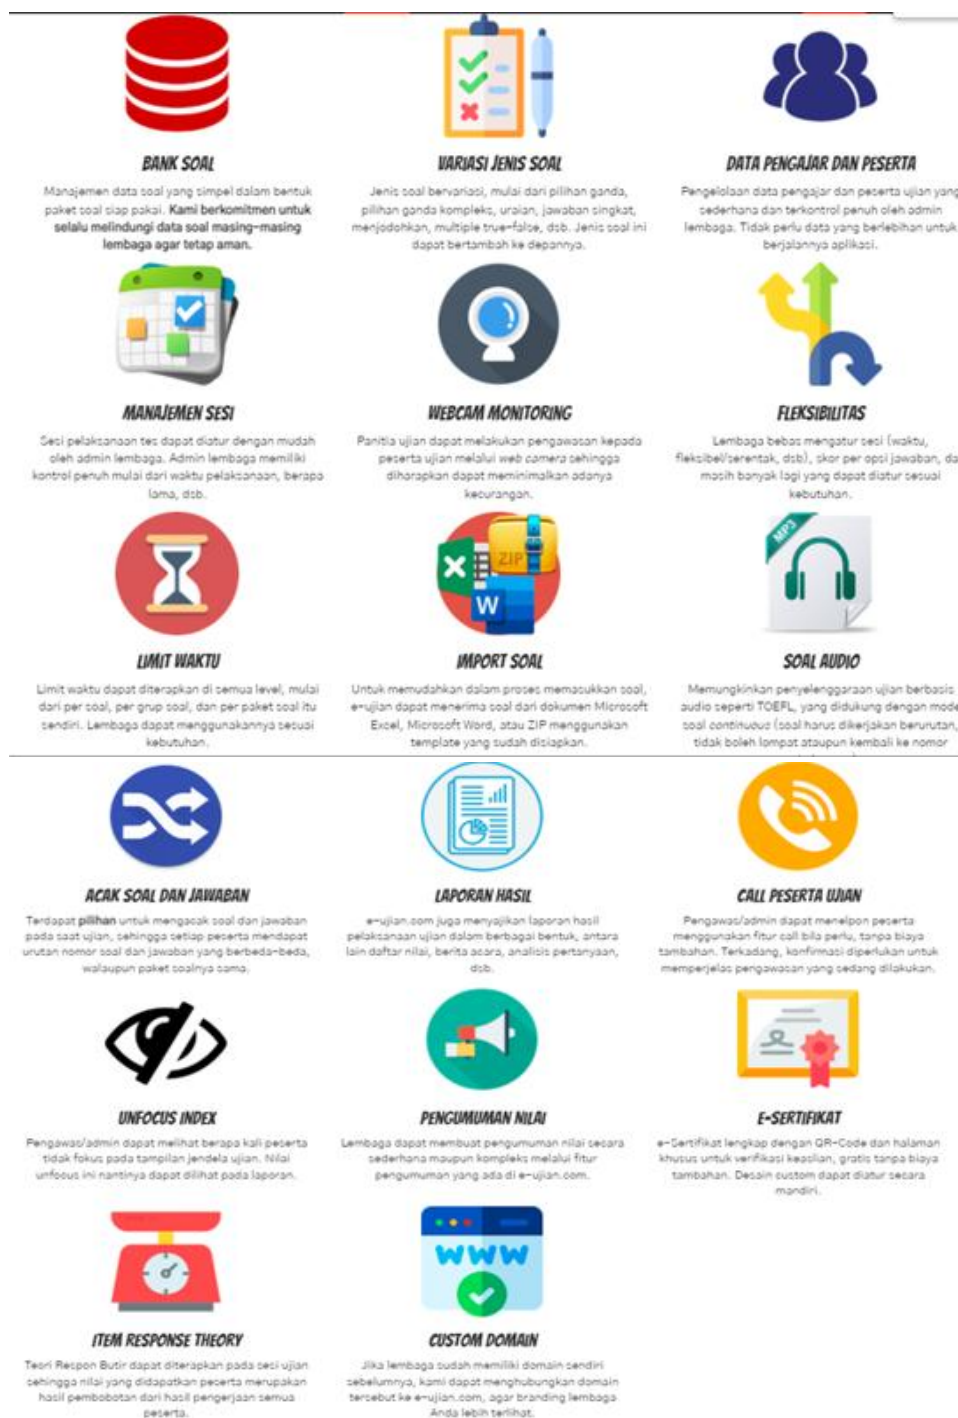 BANK SOAL
Manajemen data soal yang simpel dalam bentuk
paket soal siap pakai. Kami berkomitmen untuk
selalu melindungi data soal masing-masing
lembaga agar tetap aman.
VARIASI JENIS SOAL
Jenis soal bervariasi, mulai dari pilihan ganda,
pilihan ganda kompleks, uraian, jawaban singkat,
menjodohkan, multiple true-false, dsb. Jenis soal ini
dapat bertambah ke depannya.
DATA PENGAJAR DAN PESERTA
Pengelolaan data pengajar dan peserta ujian yang
sederhana dan terkontrol penuh oleh admin
lembaga. Tidak perlu data yang berlebihan untuk
berjalannya aplikasi.
MANAJEMEN SESI
Sesi pelaksanaan tes dapat diatur dengan mudah
oleh admin lembaga. Admin lembaga memiliki
kontrol penuh mulai dari waktu pelaksanaan, berapa
lama, dsb.
WEBCAM MONITORING
Panitia ujian dapat melakukan pengawasan kepada
peserta ujian melalui web camera sehingga
diharapkan dapat meminimalkan adanya
kecurangan.
FLEKSIBILITAS
Lembaga bebas mengatur sesi (waktu,
fleksibel/serentak, dsb), skor per opsi jawaban, da
masih banyak lagi yang dapat diatur sesuai
kebutuhan.
LIMIT WAKTU
Limit waktu dapat diterapkan di semua level, mulai
dari per soal, per grup soal, dan per paket soal itu
sendiri. Lembaga dapat menggunakannya sesuai
kebutuhan.
ZIP
X
W
IMPORT SOAL
Untuk memudahkan dalam proses memasukkan soal,
e-ujian dapat menerima soal dari dokumen Microsoft
Excel, Microsoft Word, atau ZIP menggunakan
template yang sudah disiapkan.
MP3
SOAL AUDIO
Memungkinkan penyelenggaraan ujian berbasis
audio seperti TOEFL, yang didukung dengan mode
soal continuous (soal harus dikerjakan berurutan,
tidak boleh lompat ataupun kembali ke nomor
ACAK SOAL DAN JAWABAN
Terdapat pilihan untuk mengacak soal dan jawaban
pada saat ujian, sehingga setiap peserta mendapat
urutan nomor soal dan jawaban yang berbeda-beda,
walaupun paket soalnya sama.
LAPORAN HASIL
e-ujian.com juga menyajikan laporan hasil
pelaksanaan ujian dalam berbagai bentuk, antara
lain daftar nilai, berita acara, analisis pertanyaan,
dsb.
CALL PESERTA UJIAN
Pengawas/admin dapat menelpon peserta
menggunakan fitur call bila perlu, tanpa biaya
tambahan. Terkadang, konfirmasi diperlukan untuk
memperjelas pengawasan yang sedang dilakukan.
UNFOCUS INDEX
Pengawas/admin dapat melihat berapa kali peserta
tidak fokus pada tampilan jendela ujian. Nilai
unfocus ini nantinya dapat dilihat pada laporan.
PENGUMUMAN NILAI
Lembaga dapat membuat pengumuman nilai secara
sederhana maupun kompleks melalui fitur
pengumuman yang ada di e-ujian.com.
E-SERTIFIKAT
e-Sertifikat lengkap dengan QR-Code dan halaman
khusus untuk verifikasi keaslian, gratis tanpa biaya
tambahan. Desain custom dapat diatur secara
mandiri.
ITEM RESPONSE THEORY
Teori Respon Butir dapat diterapkan pada sesi ujian
sehingga nilai yang didapatkan peserta merupakan
hasil pembobotan dari hasil pengerjaan semua
peserta.
WWW
CUSTOM DOMAIN
Jika lembaga sudah memiliki domain sendiri
sebelumnya, kami dapat menghubungkan domain
tersebut ke e-ujian.com, agar branding lembaga
Anda lebih terlihat.